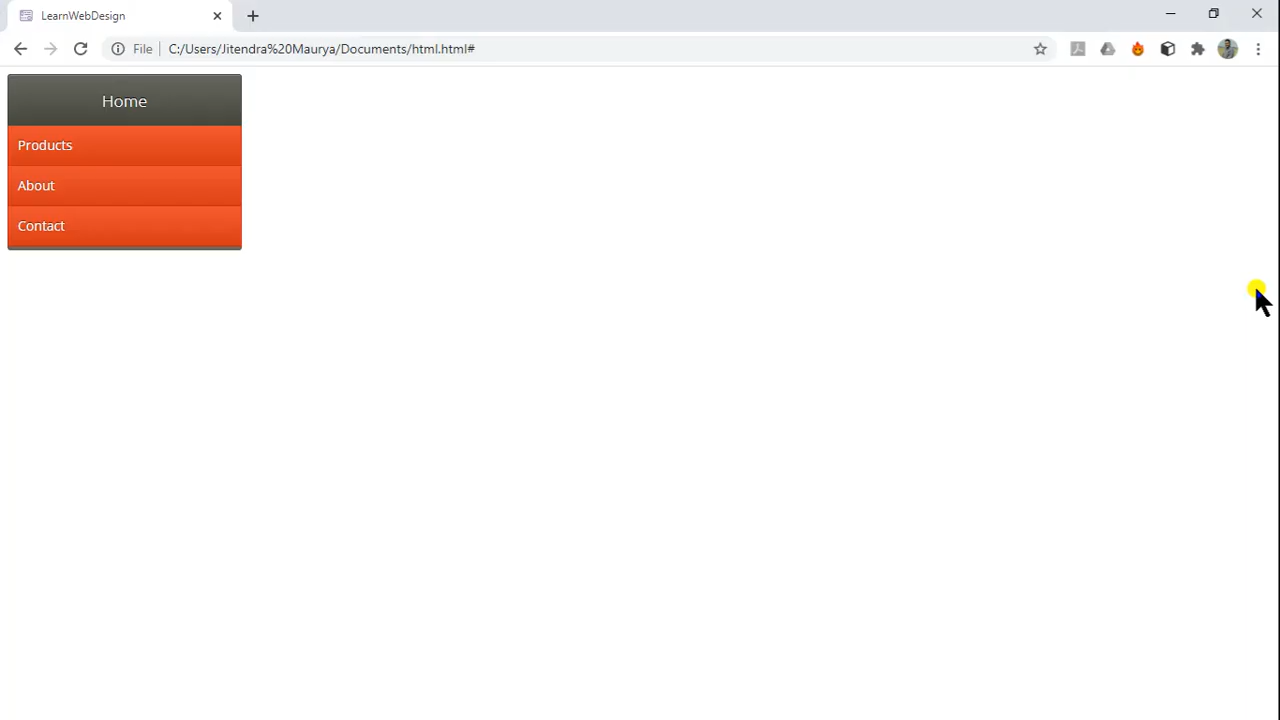 LearnWebDesign
File C:/Users/Jitendra%20Maurya/Documents/html.html#
Home
Products
About
Contact